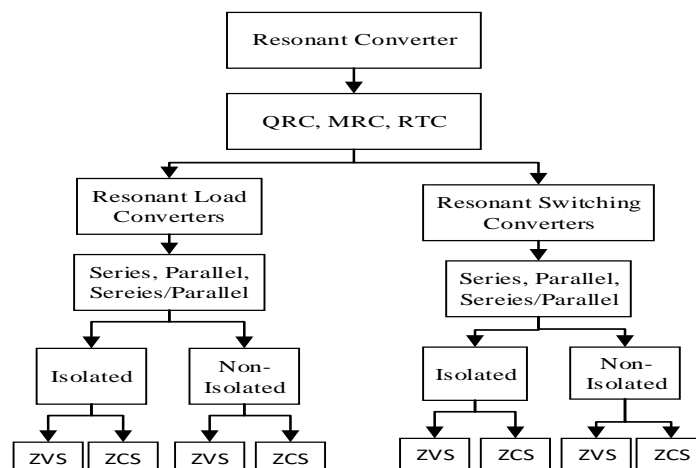 Resonant Converter
QRC, MRC, RTC
Resonant Load
Converters
Resonant Switching
Converters
Series, Parallel,
Sereies/Parallel
Series, Parallel,
Sereies/Parallel
Isolated
Non-
Isolated
Isolated
Non-
Isolated
ZVS
ZCS
ZVS
ZCS
ZVS
ZCS
ZVS
ZCS